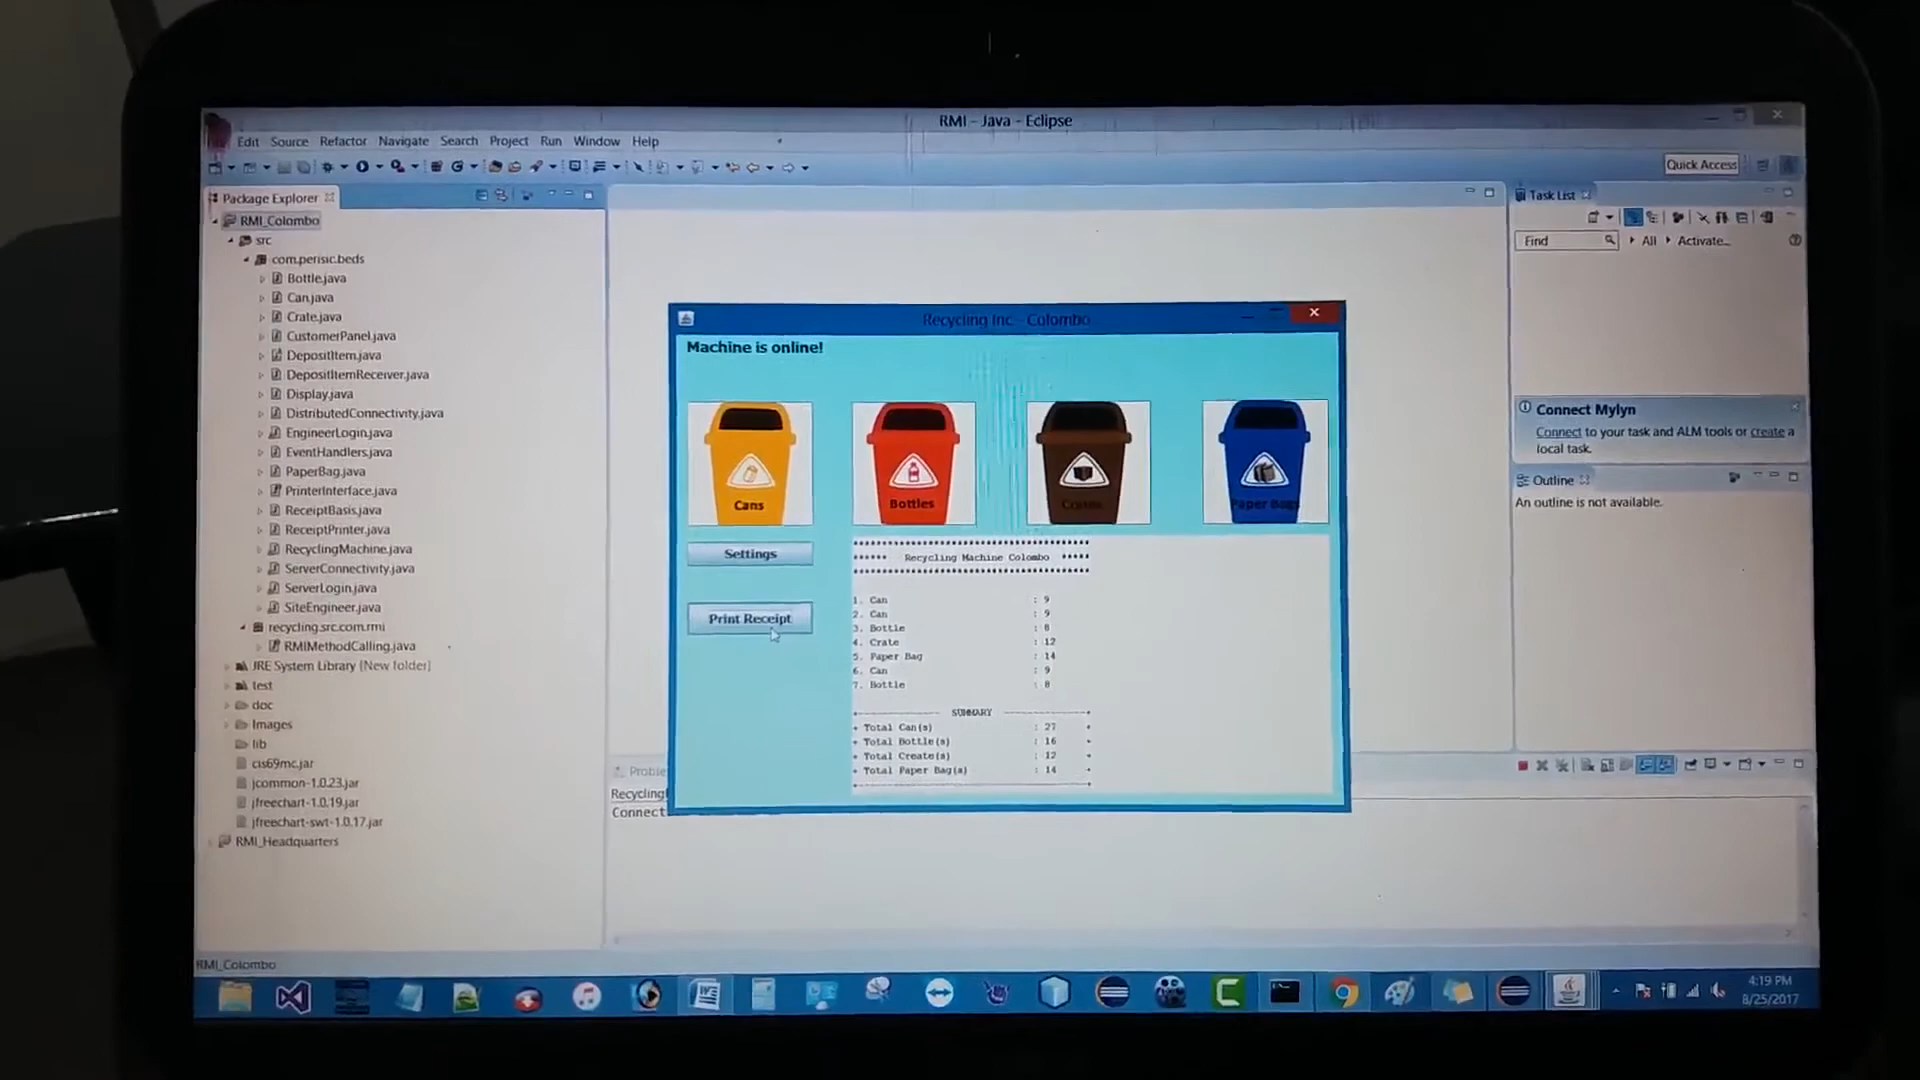 RMI - Java - Eclipse
Edit Source Refactor Navigate Search Project Run Window Help
Quick Access
Package Explorer
RMI_Colombo
src
com.perisic.beds
Bottle.java
Can.java
Crate.java
CustomerPanel.java
DepositItem.java
DepositItemReceiver.java
Display.java
DistributedConnectivity.java
EngineerLogin.java
EventHandlers.java
PaperBag.java
PrinterInterface.java
ReceiptBasis.java
ReceiptPrinter.java
RecyclingMachine.java
ServerConnectivity.java
ServerLogin.java
SiteEngineer.java
recycling.src.com.rmi
RMIMethodCalling.java
JRE System Library [New folder]
test
doc
Images
lib
cis69mc.jar
jcommon-1.0.23.jar
jfreechart-1.0.19.jar
jfreechart-swt-1.0.17.jar
RMI_Headquarters
Recycling Inc - Colombo
Machine is online!
Cans
Bottles
Crates
Paper Bags
Settings
Print Receipt
****** Recycling Machine Colombo *****
1. Can : 9
2. Can : 9
3. Bottle : 8
4. Crate : 12
5. Paper Bag : 14
6. Can : 9
7. Bottle : 8
SUMMARY
+ Total Can(s) : 27 +
+ Total Bottle(s) : 16 +
+ Total Create(s) : 12 +
+ Total Paper Bag(s) : 14 +
Proble
Recycling
Connect
Task List
Find All Activate...
Connect Mylyn
Connect to your task and ALM tools or create a
local task.
Outline
An outline is not available.
RMI_Colombo
4:19 PM
8/25/2017